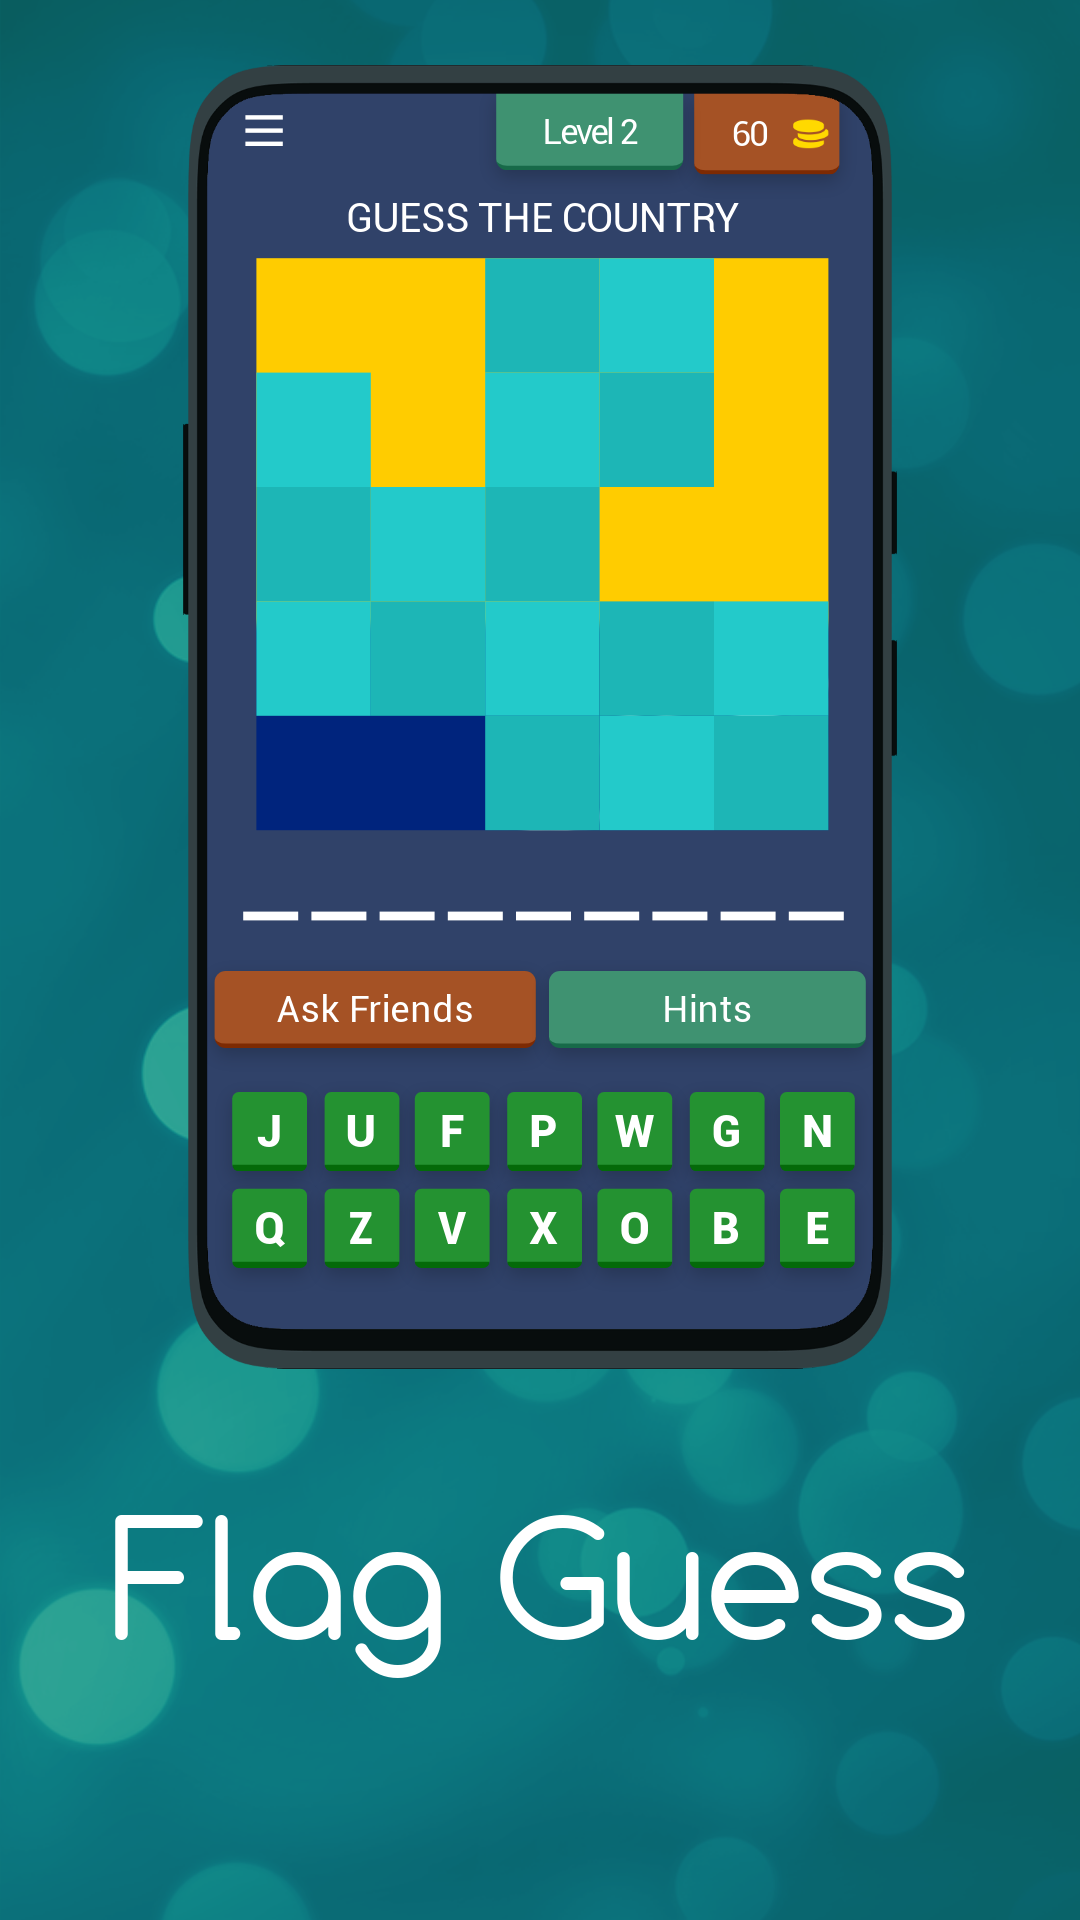 Level 2
60
GUESS THE COUNTRY
Ask Friends
Hints
J U F P W G N
Q Z V X O B E
Flag Guess